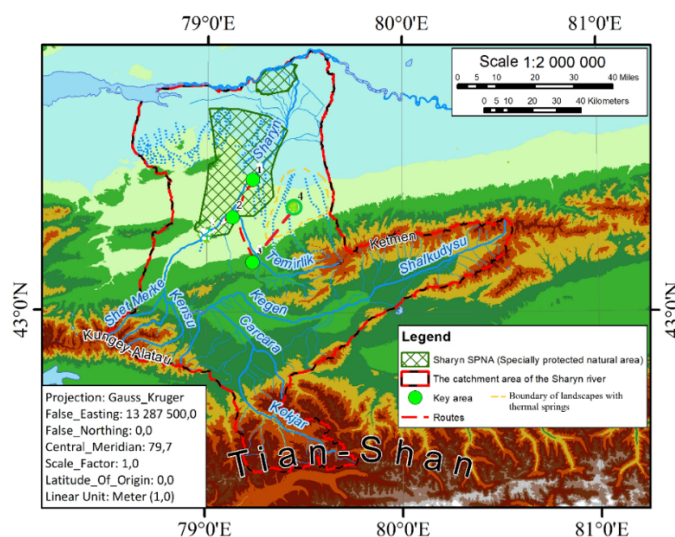 79°0'E 80°0'E 81°0'E
Scale 1:2 000 000
0 5 10 20 30 40 Miles
0 5 10 20 30 40 Kilometers
Sharyn
1
2
4
3
Temirlik
Ketmen
Shalkudysu
43°0'N 43°0'N
Shet Merke
Kensu
Kegen
Carcara
Kungey-Alatau
Kokjar
Tian-Shan
Legend
Sharyn SPNA (Specially protected natural area)
The catchment area of the Sharyn river
Key area
Boundary of landscapes with
thermal springs
Routes
Projection: Gauss_Kruger
False_Easting: 13 287 500,0
False_Northing: 0,0
Central_Meridian: 79,7
Scale_Factor: 1,0
Latitude_Of_Origin: 0,0
Linear Unit: Meter (1,0)
79°0'E 80°0'E 81°0'E